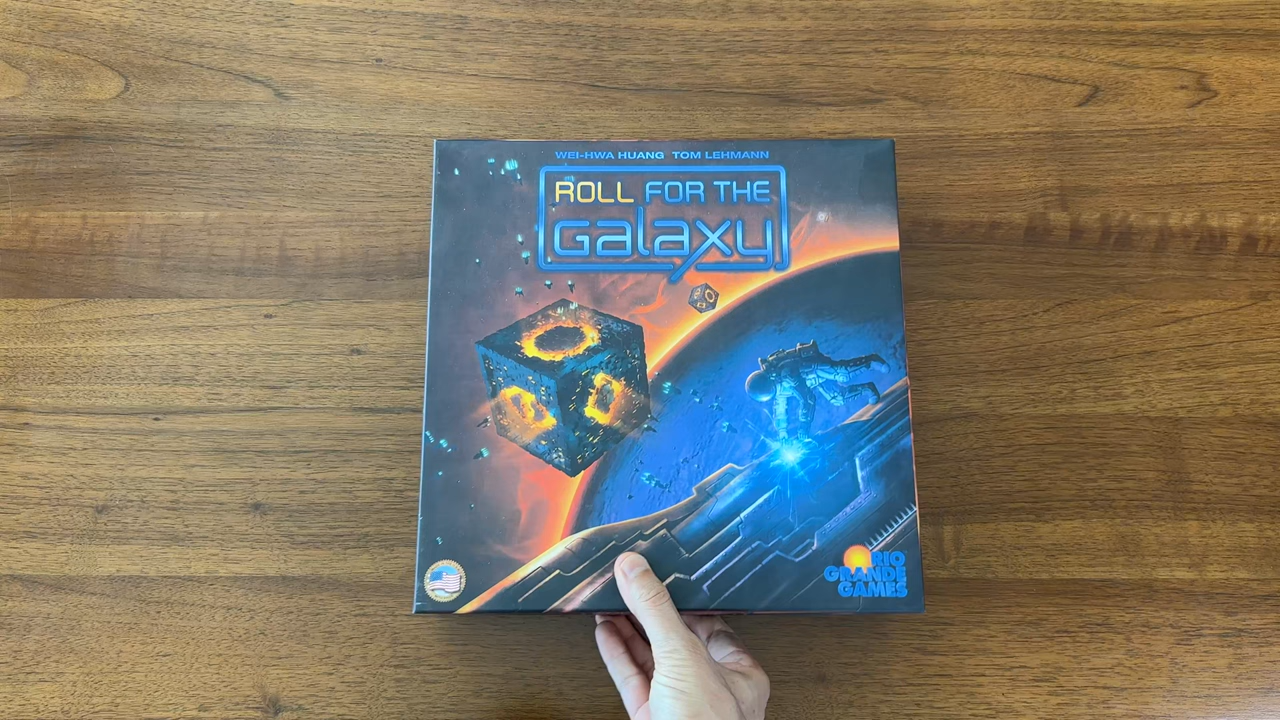 WEI-HWA HUANG TOM LEHMANN
ROLL FOR THE
Galaxy
RIO
GRANDE
GAMES